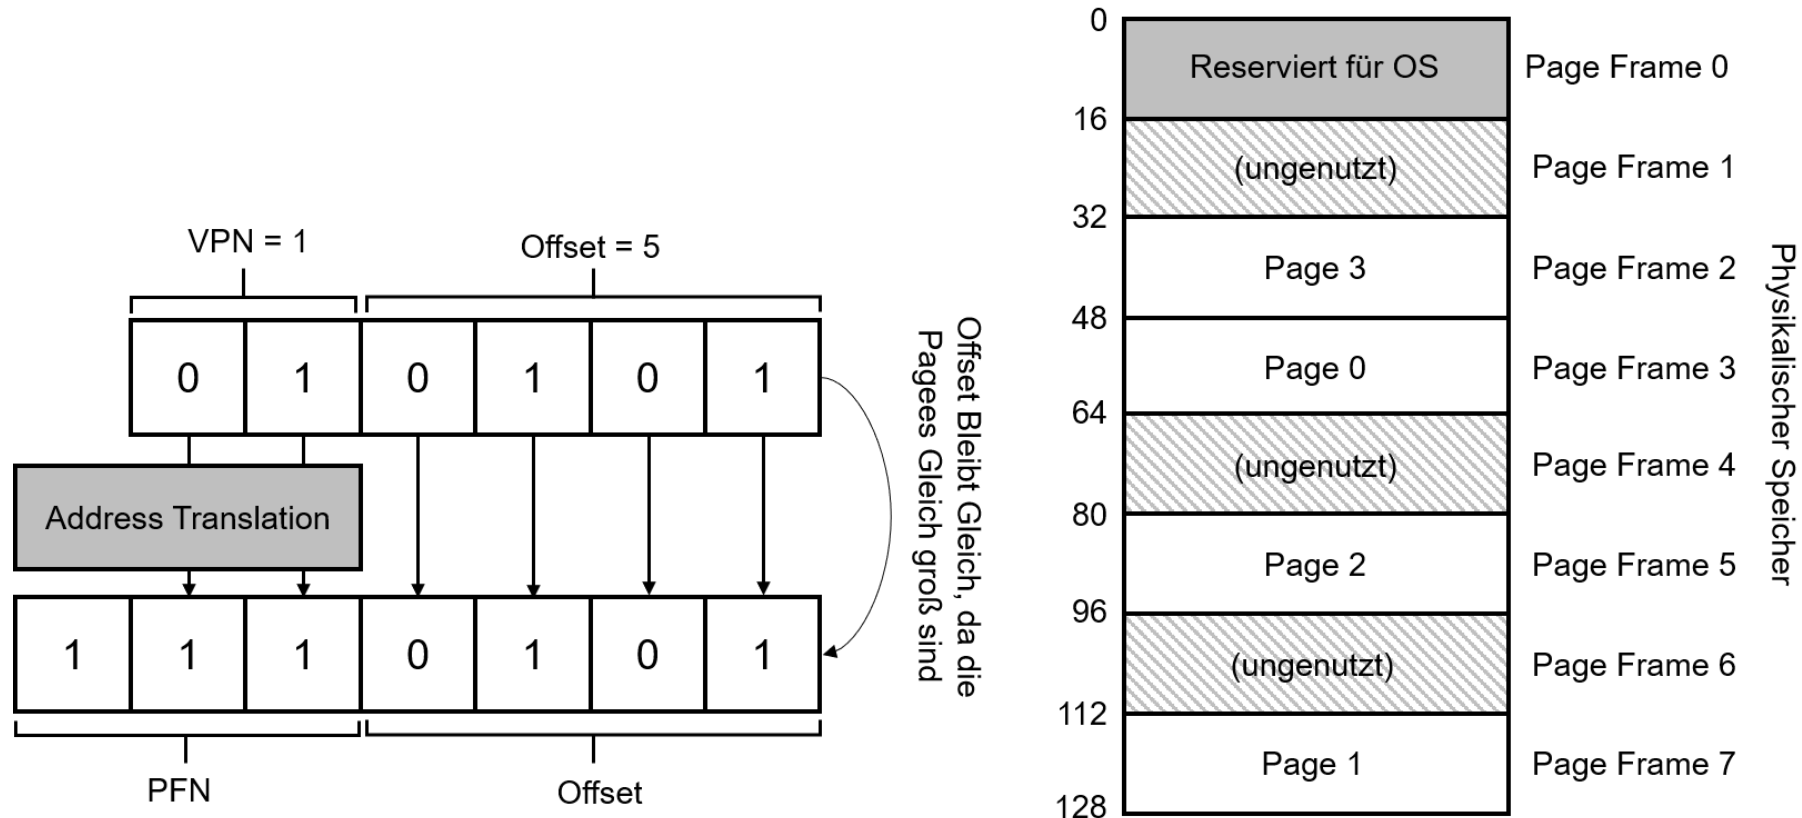 VPN = 1
Offset = 5
0 1 0 1 0 1
Address Translation
1 1 1 0 1 0 1
PFN
Offset
Offset Bleibt Gleich, da die
Pagees Gleich groß sind
0
Reserviert für OS
Page Frame 0
16
(ungenutzt)
Page Frame 1
32
Page 3
Page Frame 2
48
Page 0
Page Frame 3
64
(ungenutzt)
Page Frame 4
80
Page 2
Page Frame 5
96
(ungenutzt)
Page Frame 6
112
Page 1
Page Frame 7
128
Physikalischer Speicher